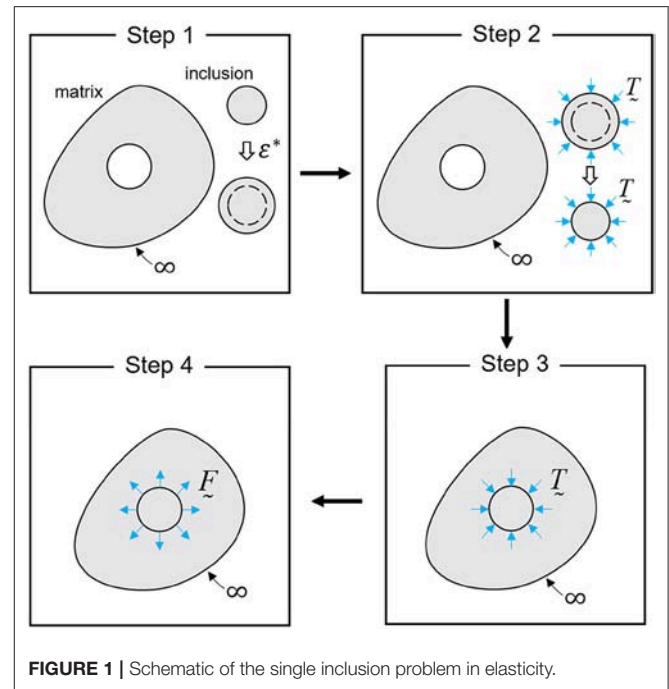 Step 1
matrix
inclusion
ε*
∞
Step 2
T
T
∞
Step 3
T
∞
Step 4
F
∞
FIGURE 1 | Schematic of the single inclusion problem in elasticity.